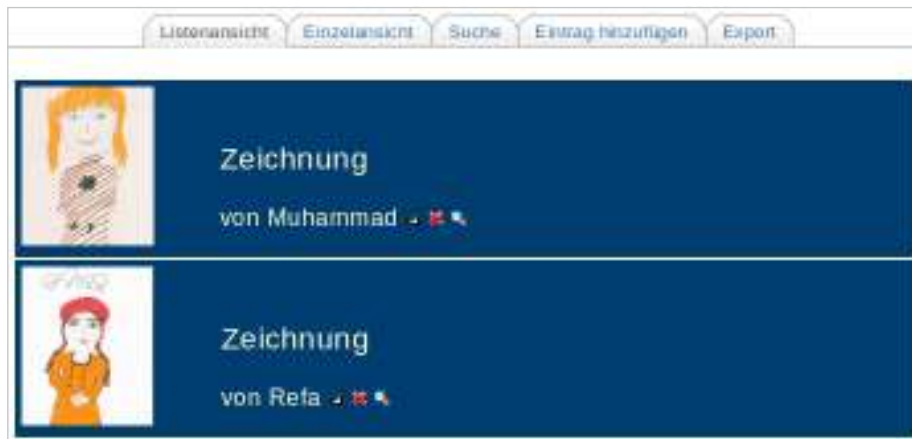 Listenansicht Einzelansicht Suche Eintrag hinzufügen Export
Zeichnung
von Muhammad
Zeichnung
von Refa